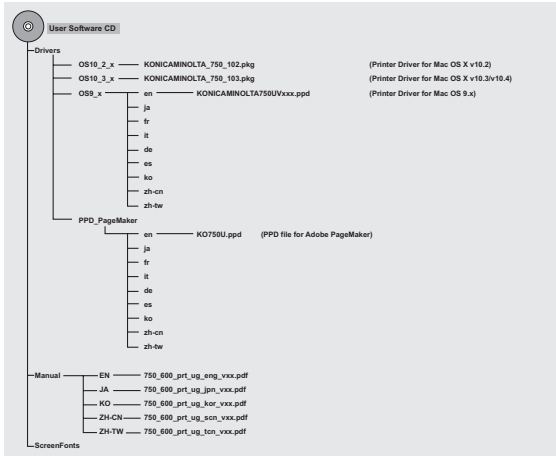 User Software CD
Drivers
OS10_2_x KONICAMINOLTA_750_102.pkg (Printer Driver for Mac OS X v10.2)
OS10_3_x KONICAMINOLTA_750_103.pkg (Printer Driver for Mac OS X v10.3/v10.4)
OS9_x en KONICAMINOLTA750UVxxx.ppd (Printer Driver for Mac OS 9.x)
ja
fr
it
de
es
ko
zh-cn
zh-tw
PPD_PageMaker
en KO750U.ppd (PPD file for Adobe PageMaker)
ja
fr
it
de
es
ko
zh-cn
zh-tw
Manual EN 750_600_prt_ug_eng_vxx.pdf
JA 750_600_prt_ug_jpn_vxx.pdf
KO 750_600_prt_ug_kor_vxx.pdf
ZH-CN 750_600_prt_ug_scn_vxx.pdf
ZH-TW 750_600_prt_ug_tcn_vxx.pdf
ScreenFonts